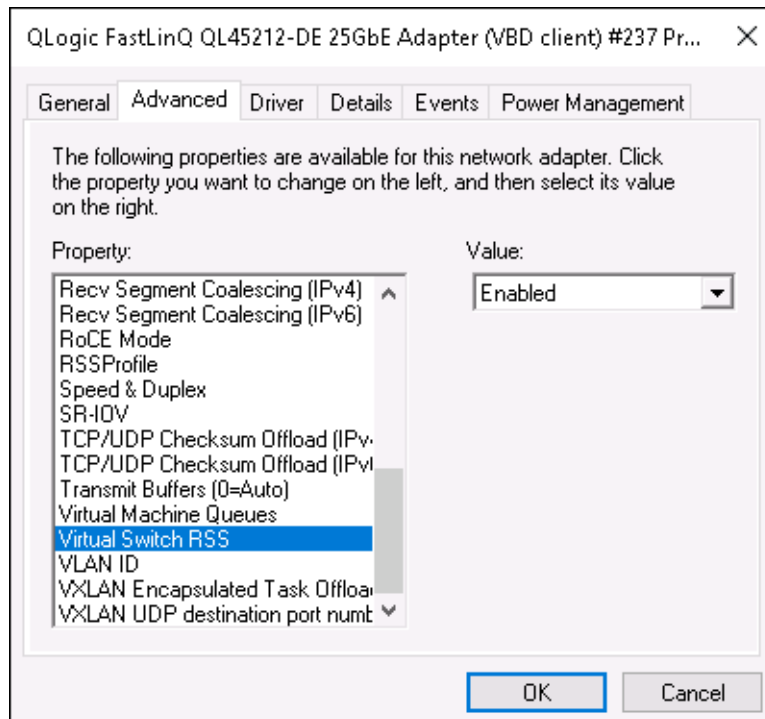 QLogic FastLinQ QL45212-DE 25GbE Adapter (VBD client) #237 Pr...
General Advanced Driver Details Events Power Management
The following properties are available for this network adapter. Click
the property you want to change on the left, and then select its value
on the right.
Property:
Value:
Recv Segment Coalescing (IPv4)
Recv Segment Coalescing (IPv6)
RoCE Mode
RSSProfile
Speed & Duplex
SR-IOV
TCP/UDP Checksum Offload (IPv
TCP/UDP Checksum Offload (IPv
Transmit Buffers (0=Auto)
Virtual Machine Queues
Virtual Switch RSS
VLAN ID
VXLAN Encapsulated Task Offloa
VXLAN UDP destination port numb
Enabled
OK Cancel